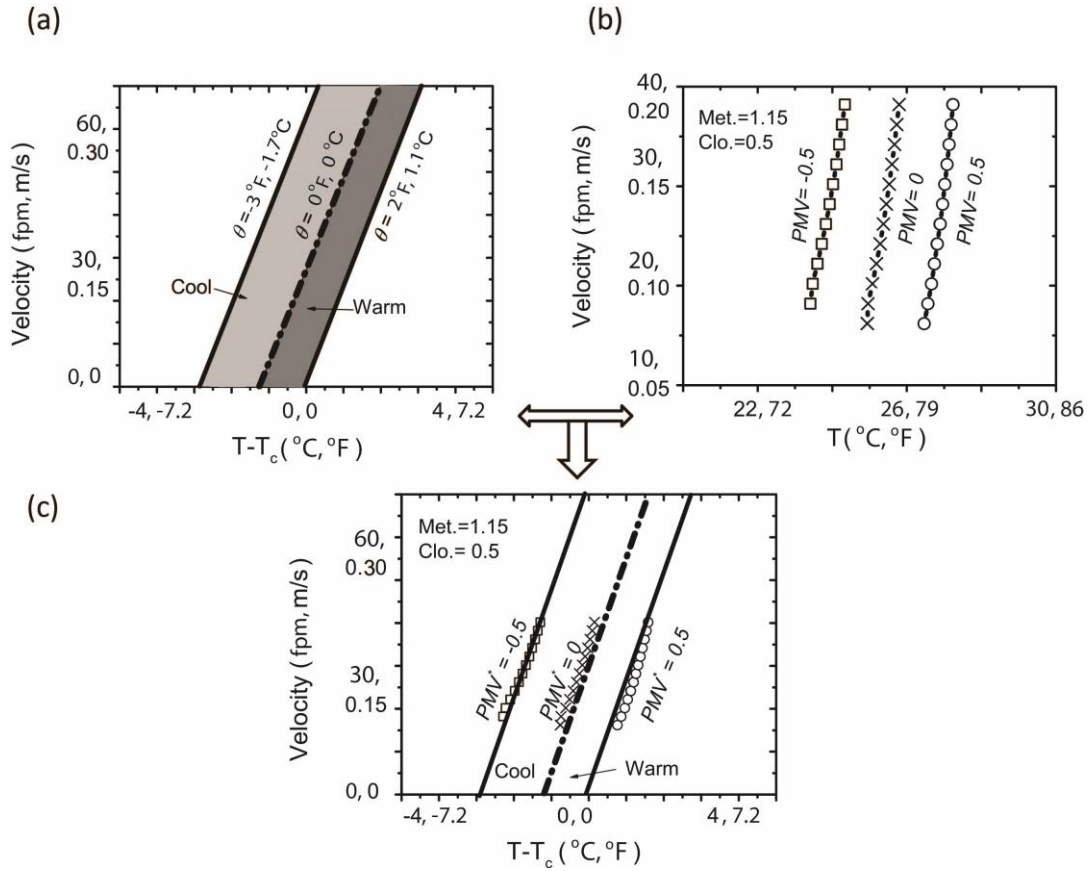 (a)
Velocity ( fpm, m/s)
60,
0.30
30,
0.15
0, 0
θ = -3 °F, -1.7°C
θ = 0°F, 0 °C
θ = 2°F, 1.1°C
Cool
Warm
-4, -7.2
0, 0
4, 7.2
T-Tc ( °C, °F)
(b)
Velocity ( fpm, m/s)
40,
0.20
30,
0.15
20,
0.10
10,
0.05
Met.=1.15
Clo.=0.5
PMV= -0.5
PMV= 0
PMV= 0.5
22, 72
26, 79
30, 86
T(°C, °F)
(c)
Velocity ( fpm, m/s)
60,
0.30
30,
0.15
0, 0
Met.=1.15
Clo.= 0.5
PMV* = -0.5
PMV* = 0
PMV* = 0.5
Cool
Warm
-4, -7.2
0, 0
4, 7.2
T-Tc ( °C, °F)